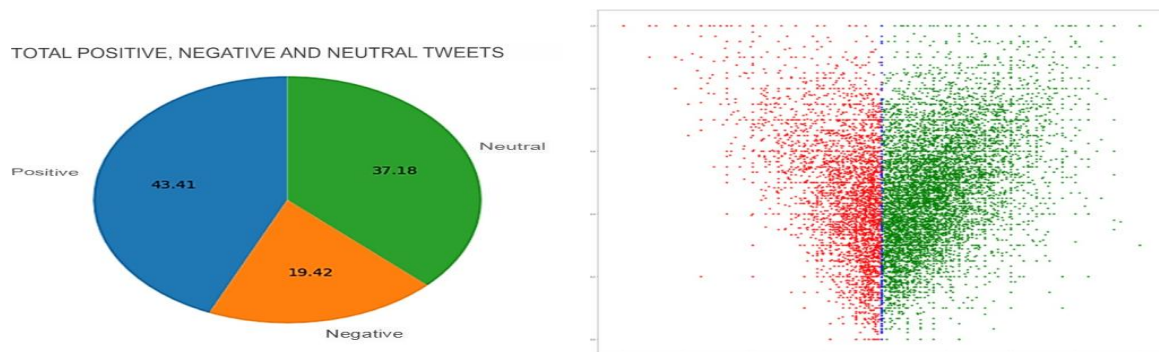 TOTAL POSITIVE, NEGATIVE AND NEUTRAL TWEETS
Neutral
37.18
Positive
43.41
19.42
Negative